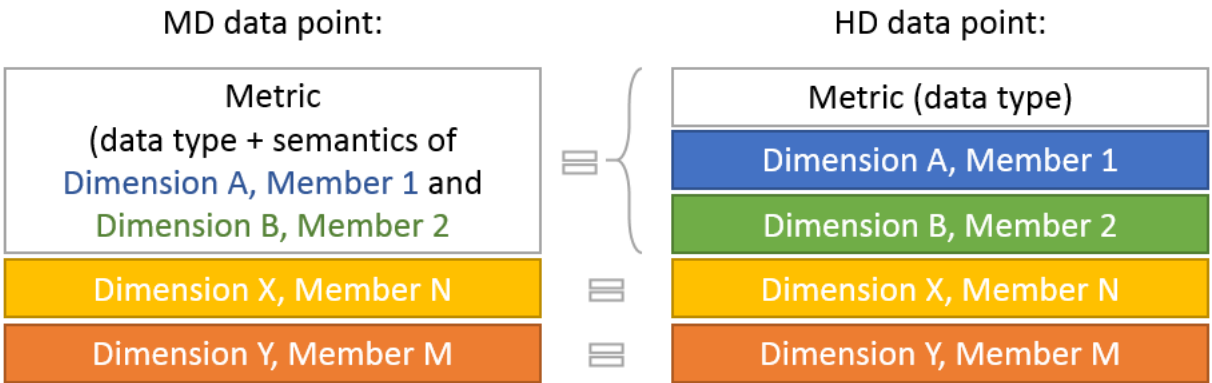 MD data point:
HD data point:
Metric
(data type + semantics of
Dimension A, Member 1 and
Dimension B, Member 2
Dimension X, Member N
Dimension Y, Member M
Metric (data type)
Dimension A, Member 1
Dimension B, Member 2
Dimension X, Member N
Dimension Y, Member M